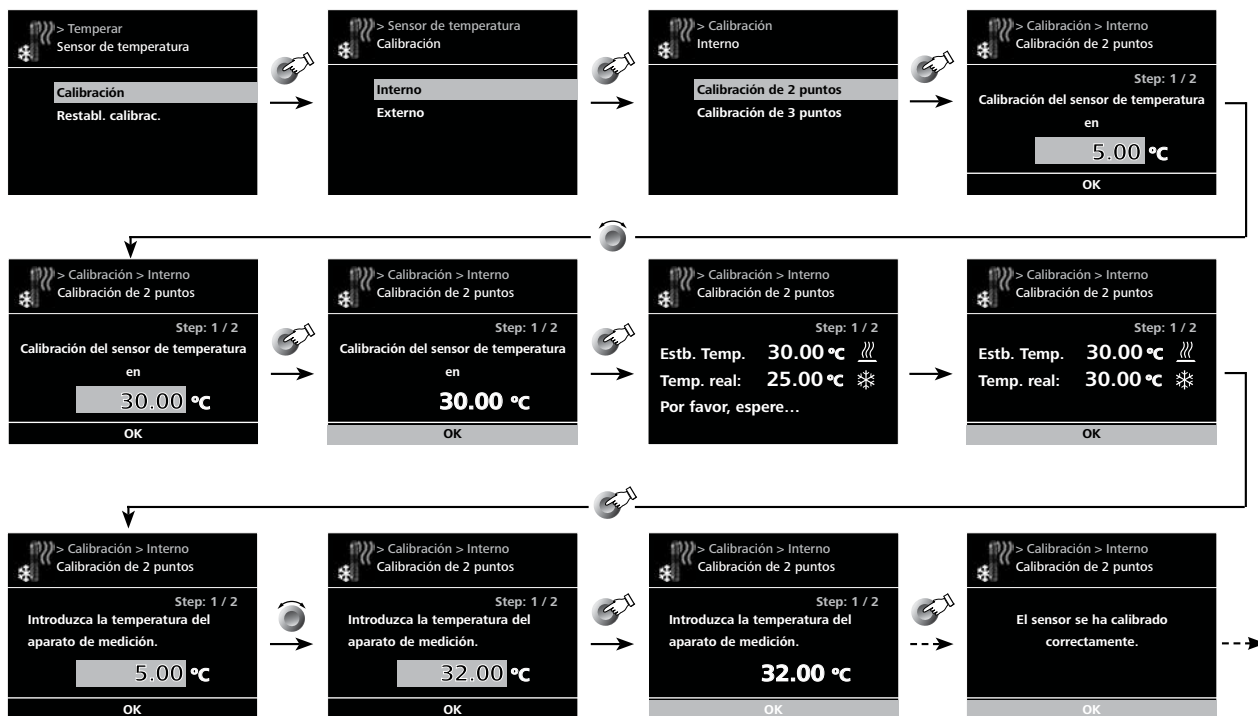 > Temperar
Sensor de temperatura
Calibración
Restabl. calibrac.
> Sensor de temperatura
Calibración
Interno
Externo
> Calibración
Interno
Calibración de 2 puntos
Calibración de 3 puntos
> Calibración > Interno
Calibración de 2 puntos
Step: 1 / 2
Calibración del sensor de temperatura
en
5.00 °C
OK
> Calibración > Interno
Calibración de 2 puntos
Step: 1 / 2
Calibración del sensor de temperatura
en
30.00 °C
OK
> Calibración > Interno
Calibración de 2 puntos
Step: 1 / 2
Calibración del sensor de temperatura
en
30.00 °C
OK
> Calibración > Interno
Calibración de 2 puntos
Step: 1 / 2
Estb. Temp. 30.00 °C
Temp. real: 25.00 °C
Por favor, espere...
> Calibración > Interno
Calibración de 2 puntos
Step: 1 / 2
Estb. Temp. 30.00 °C
Temp. real: 30.00 °C
OK
> Calibración > Interno
Calibración de 2 puntos
Step: 1 / 2
Introduzca la temperatura del
aparato de medición.
5.00 °C
OK
> Calibración > Interno
Calibración de 2 puntos
Step: 1 / 2
Introduzca la temperatura del
aparato de medición.
32.00 °C
OK
> Calibración > Interno
Calibración de 2 puntos
Step: 1 / 2
Introduzca la temperatura del
aparato de medición.
32.00 °C
OK
> Calibración > Interno
Calibración de 2 puntos
El sensor se ha calibrado
correctamente.
OK